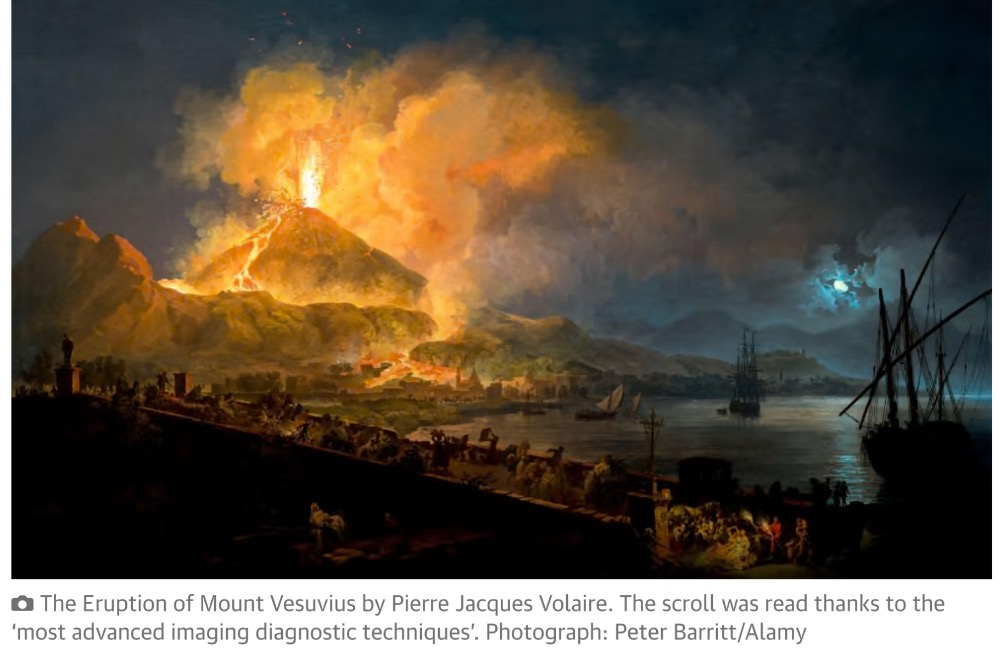 The Eruption of Mount Vesuvius by Pierre Jacques Volaire. The scroll was read thanks to the
‘most advanced imaging diagnostic techniques’. Photograph: Peter Barritt/Alamy